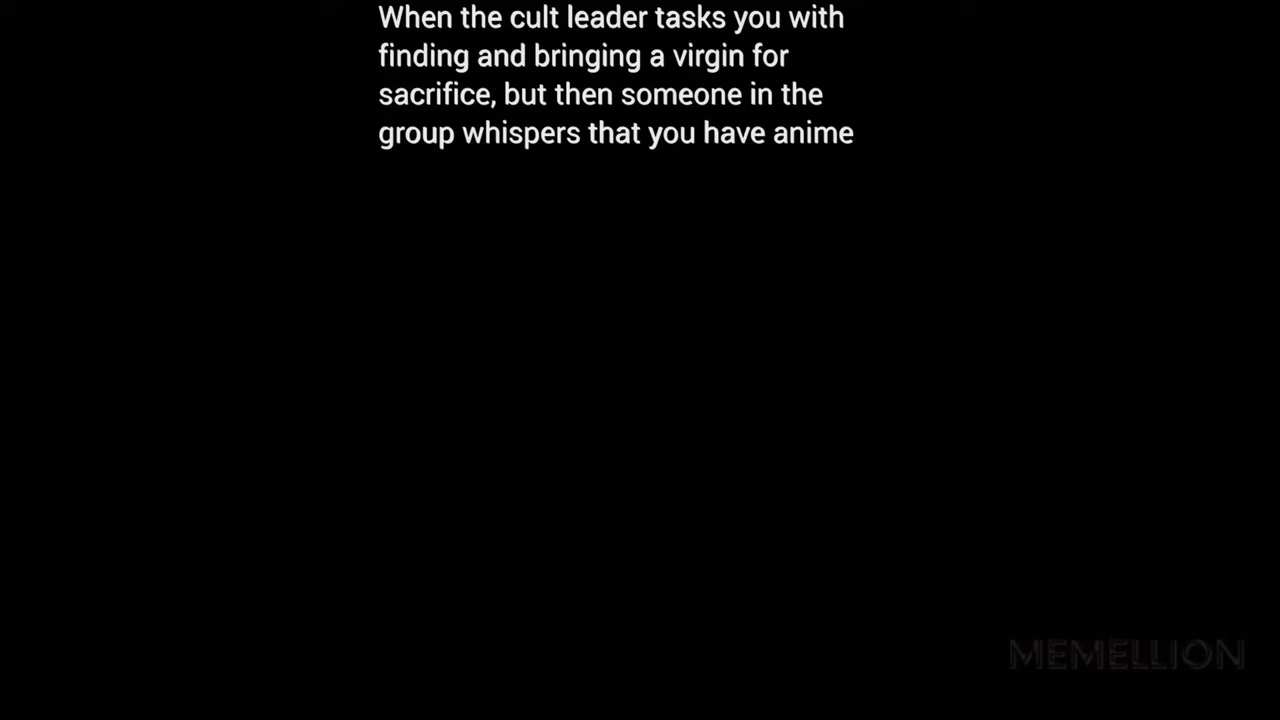 When the cult leader tasks you with
finding and bringing a virgin for
sacrifice, but then someone in the
group whispers that you have anime
MEMELLION